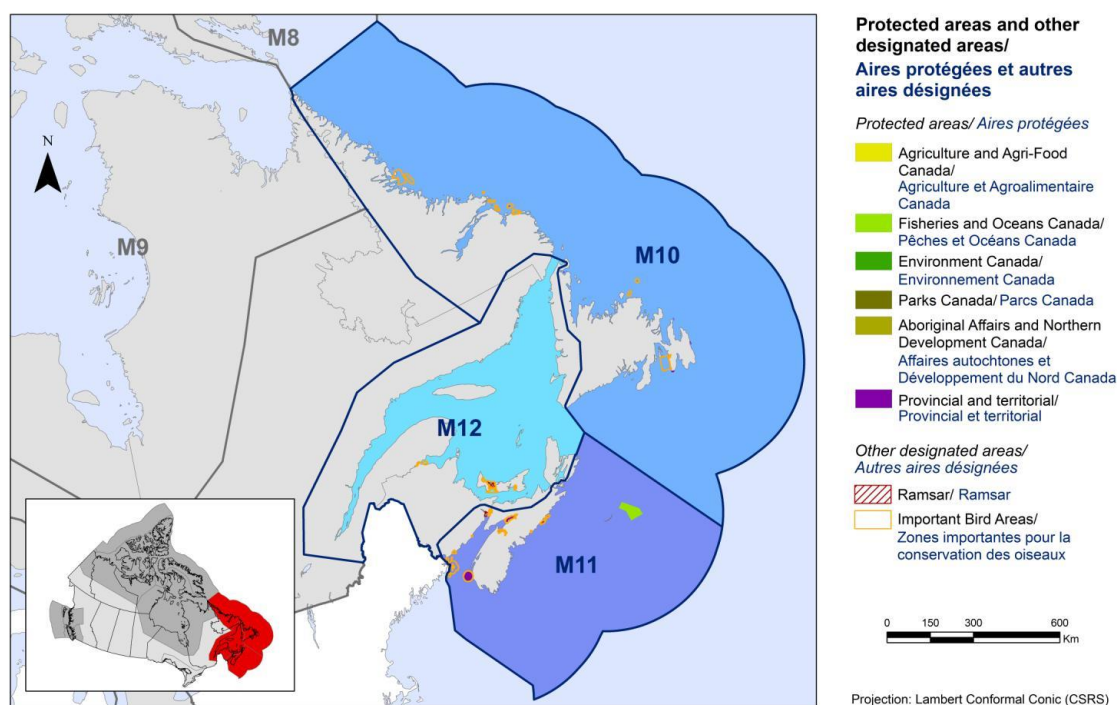 M8
N
M9
M10
M12
M11
Protected areas and other
designated areas/
Aires protégées et autres
aires désignées
Protected areas/ Aires protégées
Agriculture and Agri-Food
Canada/
Agriculture et Agroalimentaire
Canada
Fisheries and Oceans Canada/
Pêches et Océans Canada
Environment Canada/
Environnement Canada
Parks Canada/ Parcs Canada
Aboriginal Affairs and Northern
Development Canada/
Affaires autochtones et
Développement du Nord Canada
Provincial and territorial/
Provincial et territorial
Other designated areas/
Autres aires désignées
Ramsar/ Ramsar
Important Bird Areas/
Zones importantes pour la
conservation des oiseaux
0 150 300 600
Km
Projection: Lambert Conformal Conic (CSRS)